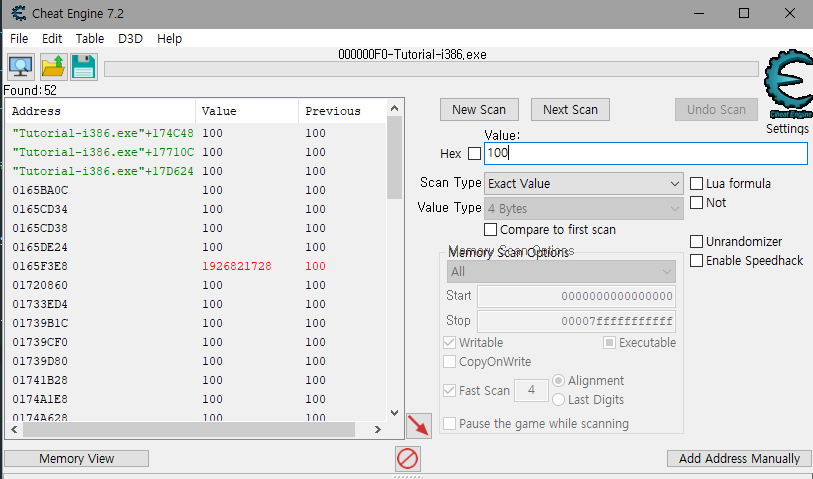 Cheat Engine 7.2
File Edit Table D3D Help
000000F0-Tutorial-i386.exe
Found:52
Address Value Previous
"Tutorial-i386.exe"+174C48 100 100
"Tutorial-i386.exe"+17710C 100 100
"Tutorial-i386.exe"+17D624 100 100
0165BA0C 100 100
0165CD34 100 100
0165CD38 100 100
0165DE24 100 100
0165F3E8 1926821728 100
01720860 100 100
01733ED4 100 100
01739B1C 100 100
01739CF0 100 100
01739D80 100 100
01741B28 100 100
0174A1E8 100 100
0174A628 100 100
Memory View
New Scan Next Scan Undo Scan
Cheat Engine
Settings
Value:
Hex 100
Scan Type Exact Value
Lua formula
Value Type 4 Bytes
Not
Compare to first scan
Memory Scan Options
Unrandomizer
All
Enable Speedhack
Start 0000000000000000
Stop 00007fffffffffff
Writable Executable
CopyOnWrite
Fast Scan 4 Alignment
Last Digits
Pause the game while scanning
Add Address Manually